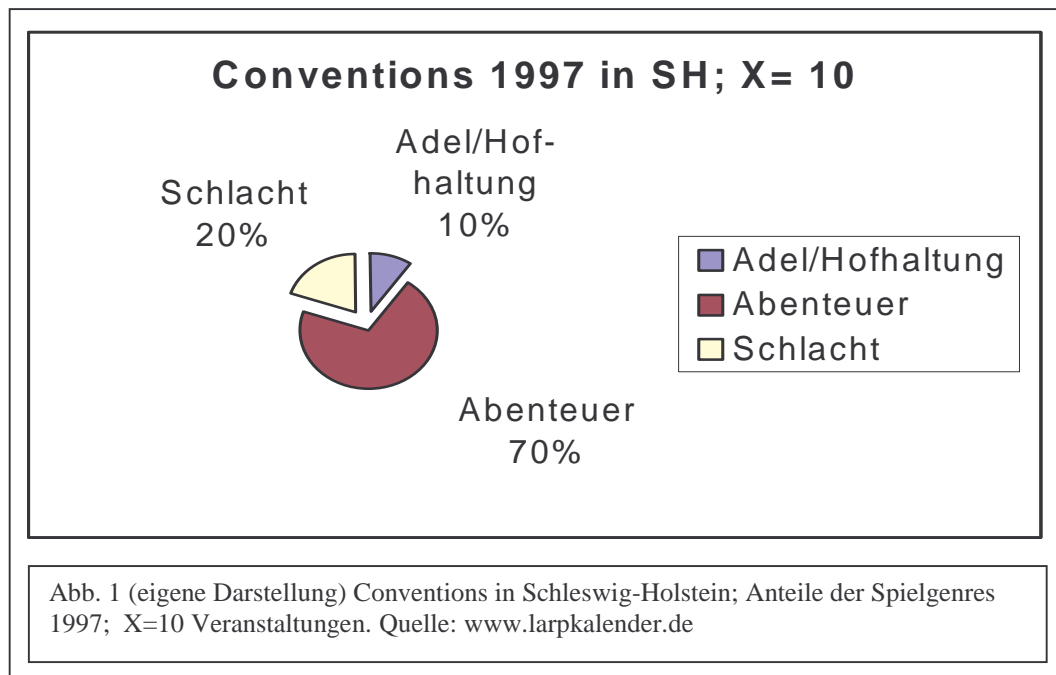 Conventions 1997 in SH; X= 10
Adel/Hof-
haltung
10%
Schlacht
20%
Abenteuer
70%
Adel/Hofhaltung
Abenteuer
Schlacht
Abb. 1 (eigene Darstellung) Conventions in Schleswig-Holstein; Anteile der Spielgenres
1997;  X=10 Veranstaltungen. Quelle: www.larpkalender.de